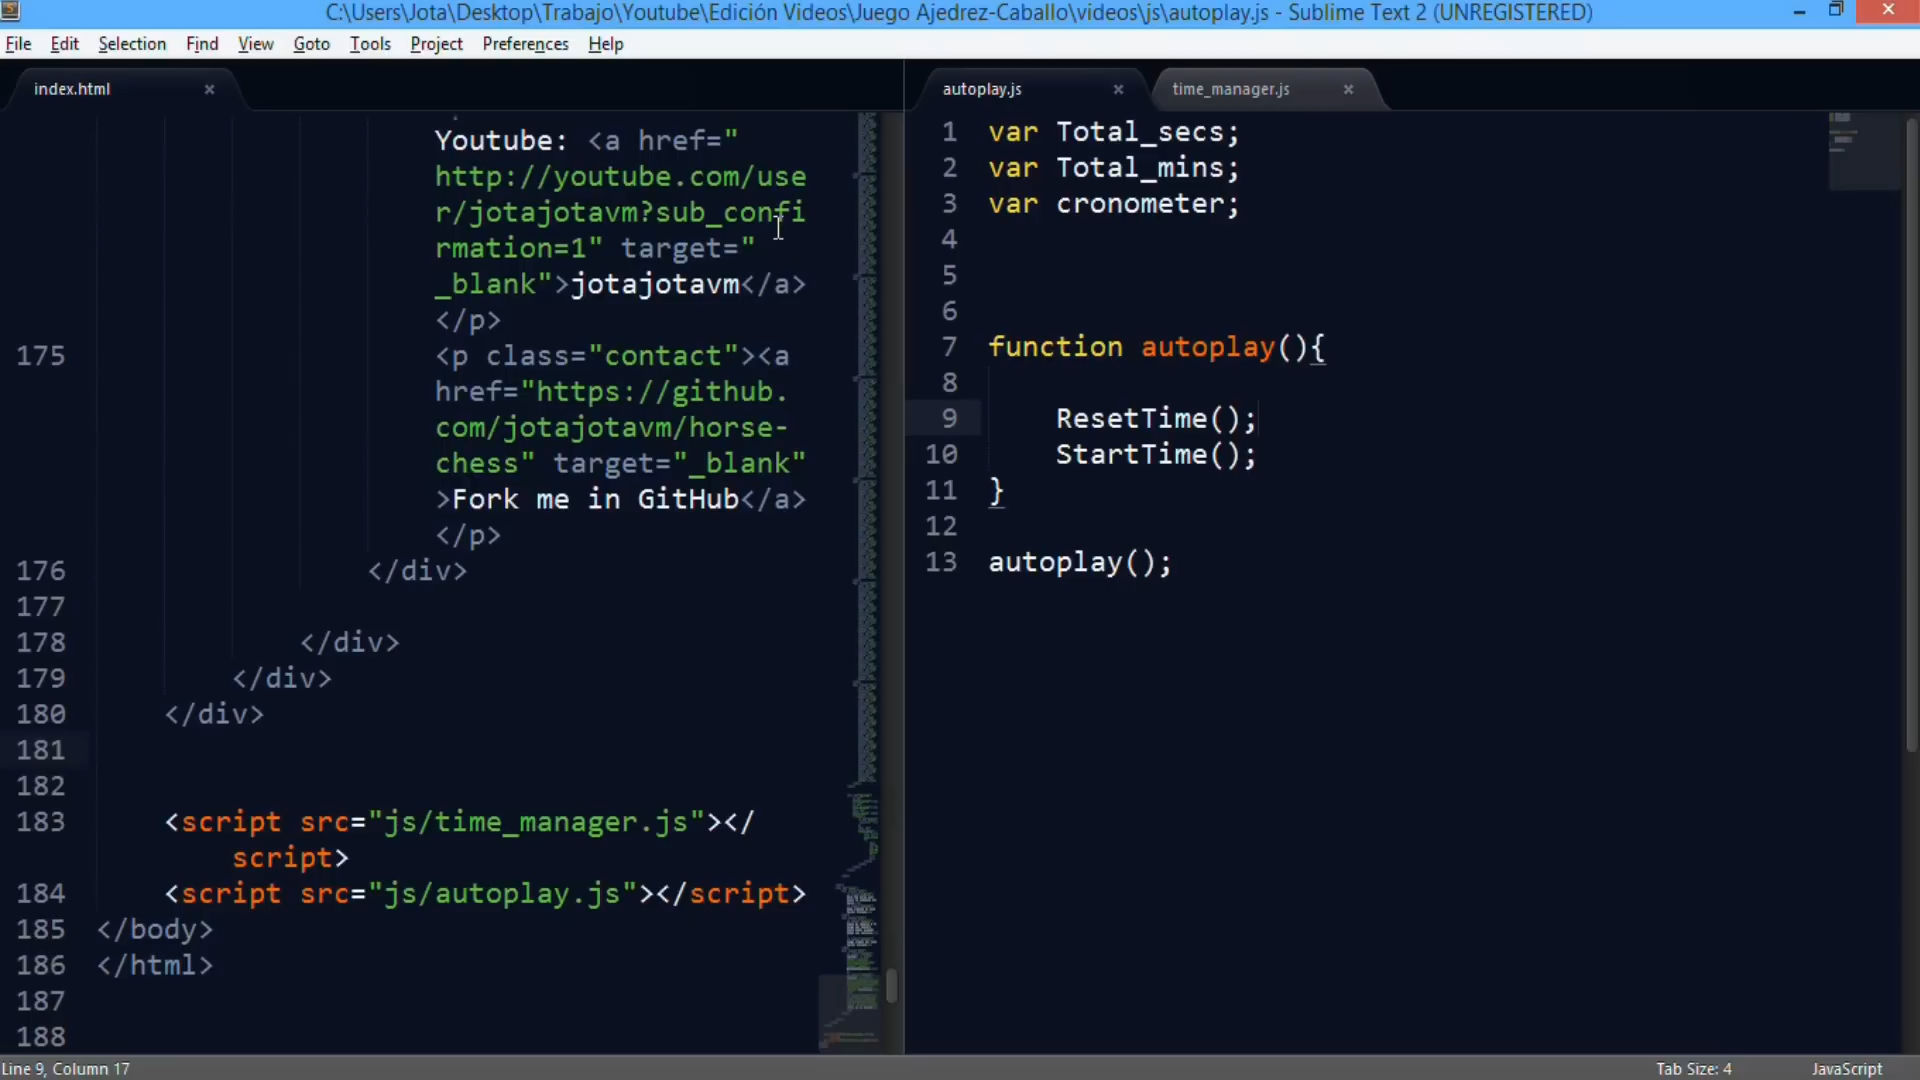 C:\Users\Jota\Desktop\Trabajo\Youtube\Edición Videos\Juego Ajedrez-Caballo\videos\js\autoplay.js - Sublime Text 2 (UNREGISTERED)
File Edit Selection Find View Goto Tools Project Preferences Help
index.html ×
Youtube: <a href="
http://youtube.com/use
r/jotajotavm?sub_confi
rmation=1" target="
_blank">jotajotavm</a>
</p>
175 <p class="contact"><a
href="https://github.
com/jotajotavm/horse-
chess" target="_blank"
>Fork me in GitHub</a>
</p>
176 </div>
177
178 </div>
179 </div>
180 </div>
181
182
183 <script src="js/time_manager.js"></
script>
184 <script src="js/autoplay.js"></script>
185 </body>
186 </html>
187
188
autoplay.js × time_manager.js ×
1 var Total_secs;
2 var Total_mins;
3 var cronometer;
4
5
6
7 function autoplay(){
8
9 ResetTime();
10 StartTime();
11 }
12
13 autoplay();
Line 9, Column 17 Tab Size: 4 JavaScript